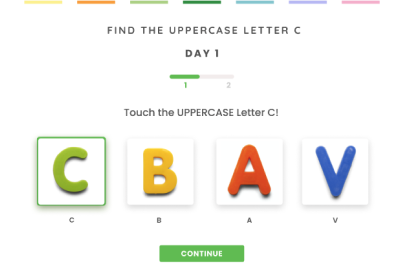 FIND THE UPPERCASE LETTER C
DAY 1
1 2
Touch the UPPERCASE Letter C!
C B A V
C B A V
CONTINUE